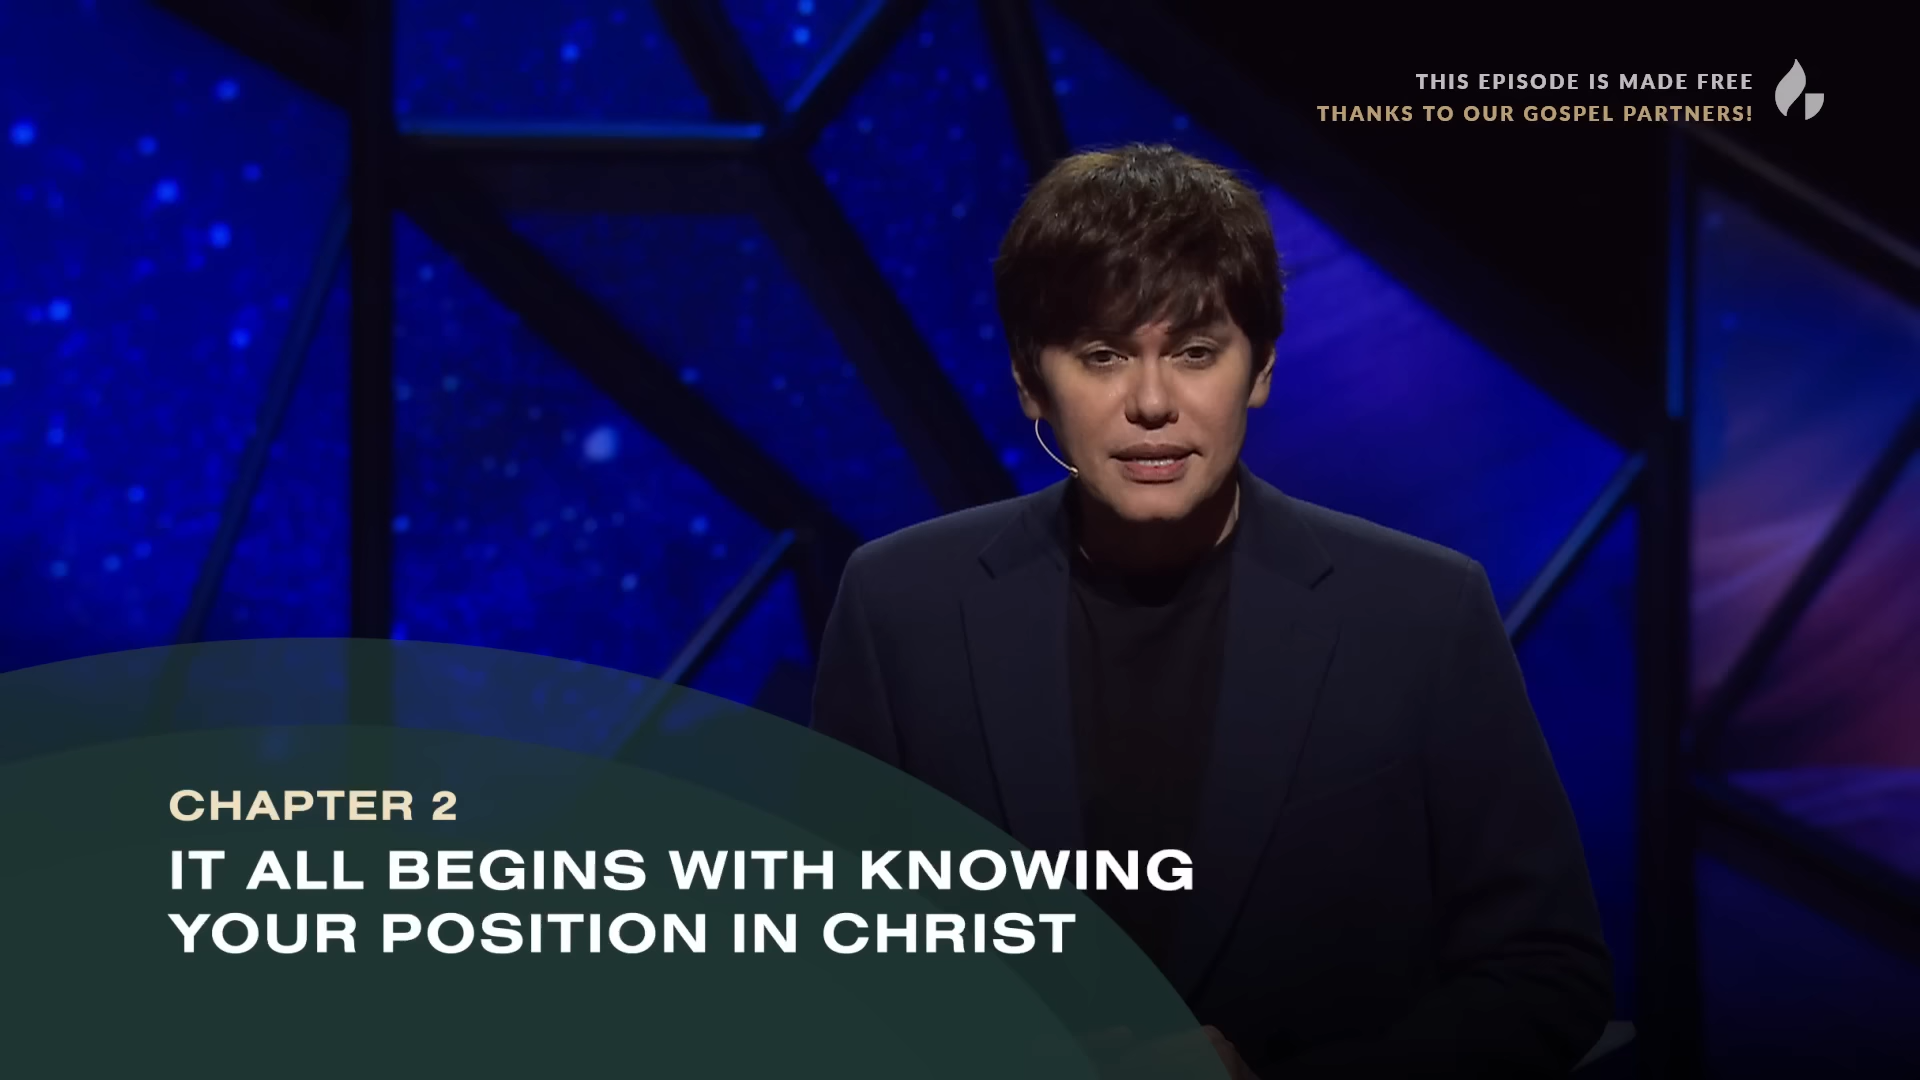 THIS EPISODE IS MADE FREE
THANKS TO OUR GOSPEL PARTNERS!
CHAPTER 2
IT ALL BEGINS WITH KNOWING
YOUR POSITION IN CHRIST